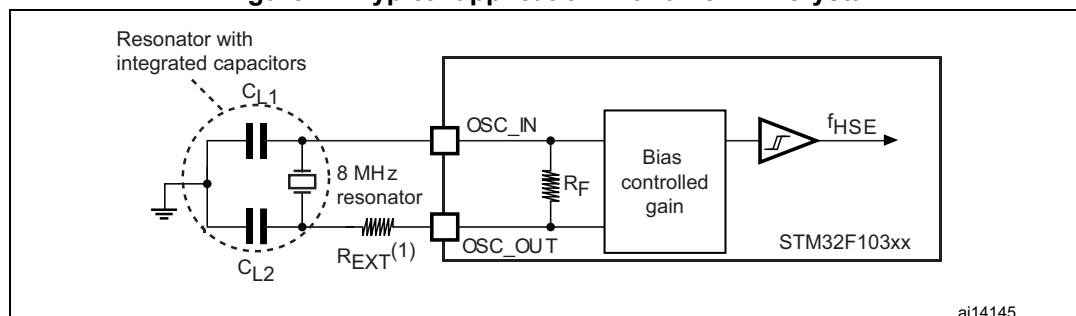 Resonator with
integrated capacitors
CL1
OSC_IN
fHSE
8 MHz
resonator
RF
Bias
controlled
gain
REXT(1)
OSC_OUT
STM32F103xx
CL2
ai14145